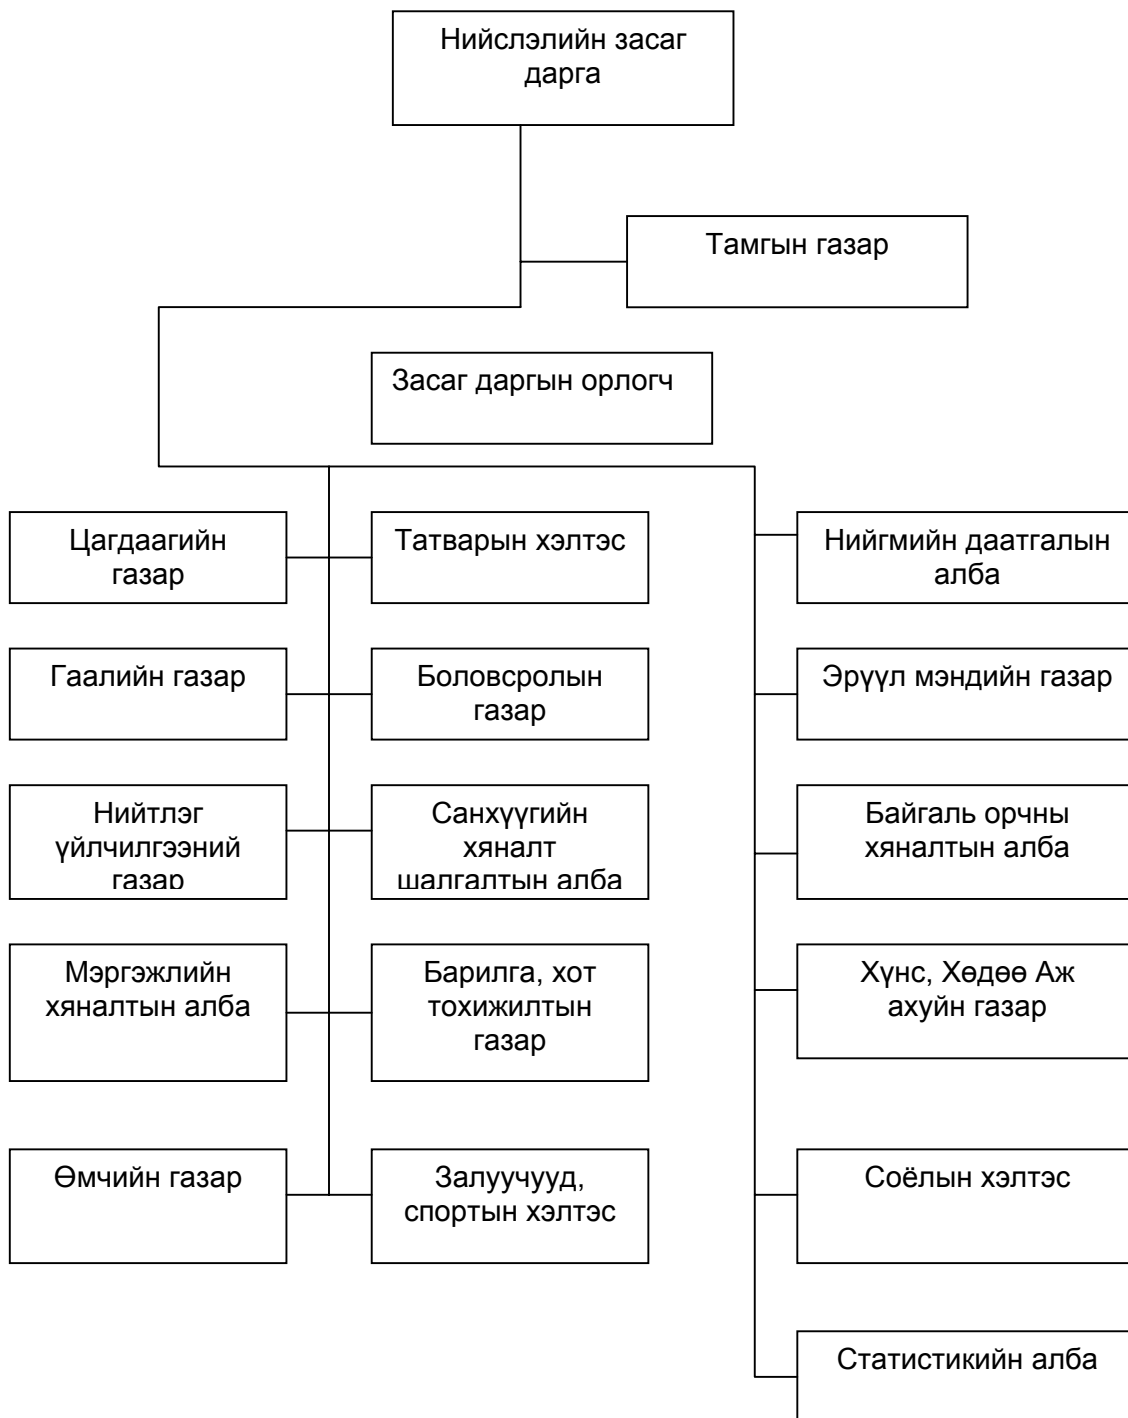 Нийслэлийн засаг
дарга
Тамгын газар
Засаг даргын орлогч
Цагдаагийн
газар
Татварын хэлтэс
Нийгмийн даатгалын
алба
Гаалийн газар
Боловсролын
газар
Эрүүл мэндийн газар
Нийтлэг
үйлчилгээний
газар
Санхүүгийн
хяналт
шалгалтын алба
Байгаль орчны
хяналтын алба
Мэргэжлийн
хяналтын алба
Барилга, хот
тохижилтын
газар
Хүнс, Хөдөө Аж
ахуйн газар
Өмчийн газар
Залуучууд,
спортын хэлтэс
Соёлын хэлтэс
Статистикийн алба